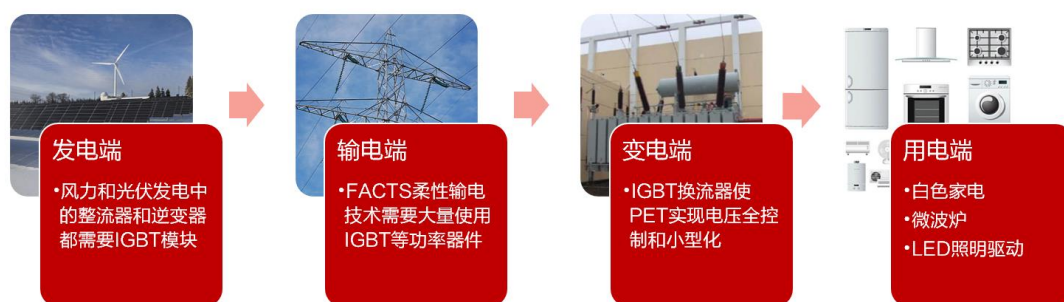 发电端
•风力和光伏发电中
的整流器和逆变器
都需要IGBT模块
输电端
•FACTS柔性输电
技术需要大量使用
IGBT等功率器件
变电端
•IGBT换流器使
PET实现电压全控
制和小型化
用电端
•白色家电
•微波炉
•LED照明驱动